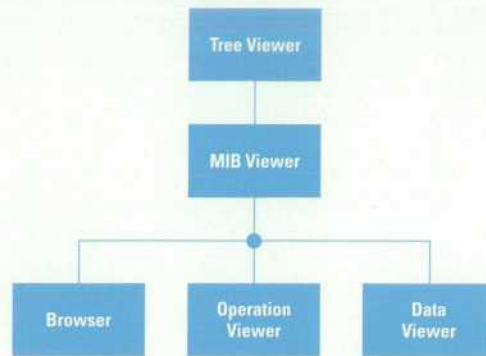 Tree Viewer
MIB Viewer
Browser
Operation
Viewer
Data
Viewer